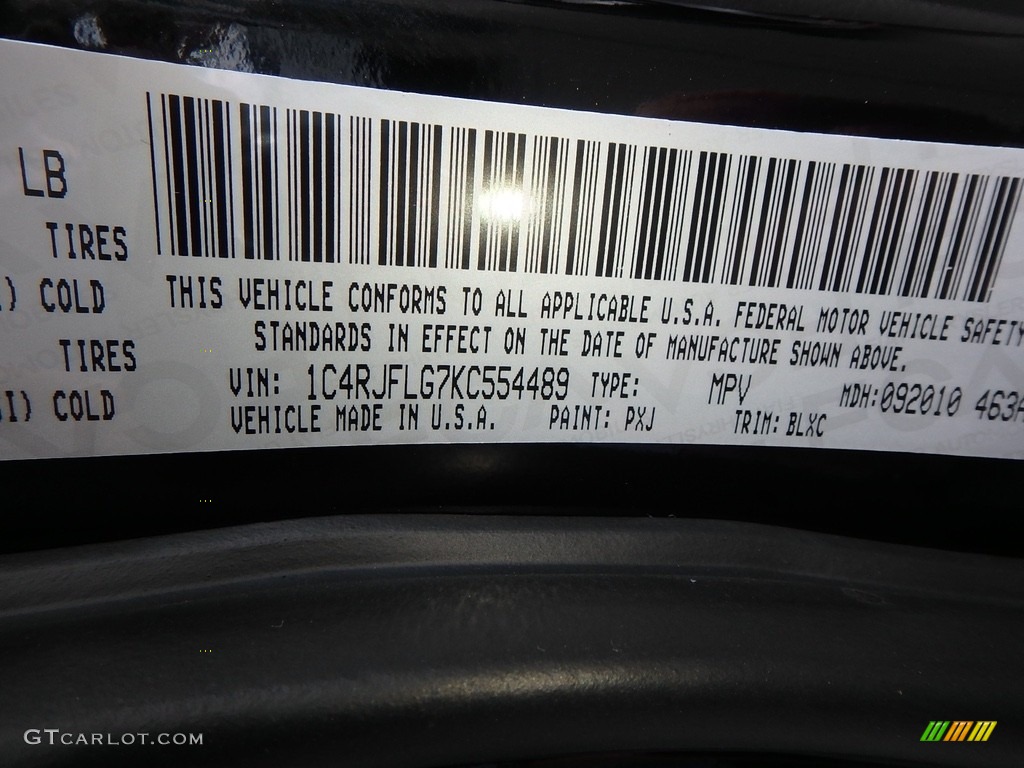 LB
TIRES
) COLD
TIRES
SI) COLD
THIS VEHICLE CONFORMS TO ALL APPLICABLE U.S.A. FEDERAL MOTOR VEHICLE SAFETY
STANDARDS IN EFFECT ON THE DATE OF MANUFACTURE SHOWN ABOVE.
VIN: 1C4RJFLG7KC554489 TYPE: MPV MDH:092010 463A
VEHICLE MADE IN U.S.A. PAINT: PXJ TRIM: BLXC
GTCARLOT.COM